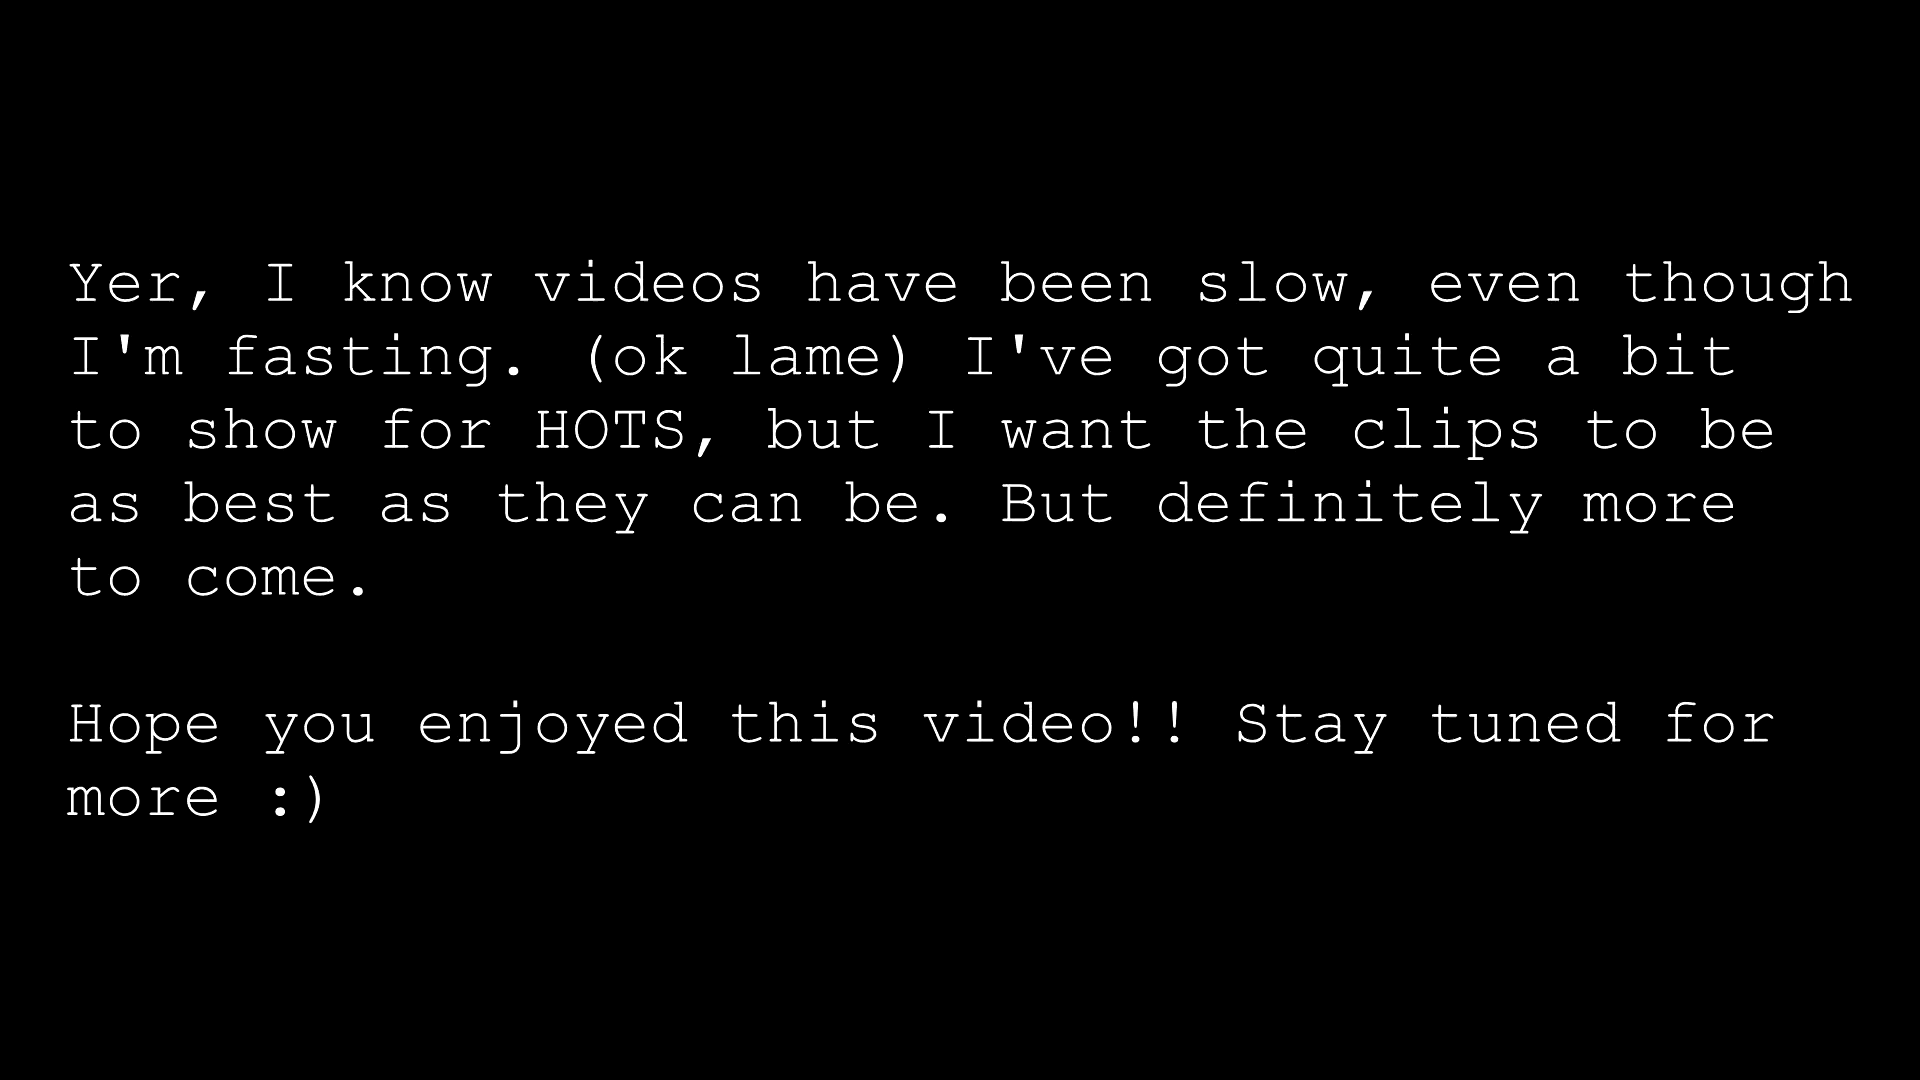 Yer, I know videos have been slow, even though
I'm fasting. (ok lame) I've got quite a bit
to show for HOTS, but I want the clips to be
as best as they can be. But definitely more
to come.
Hope you enjoyed this video!! Stay tuned for
more :)